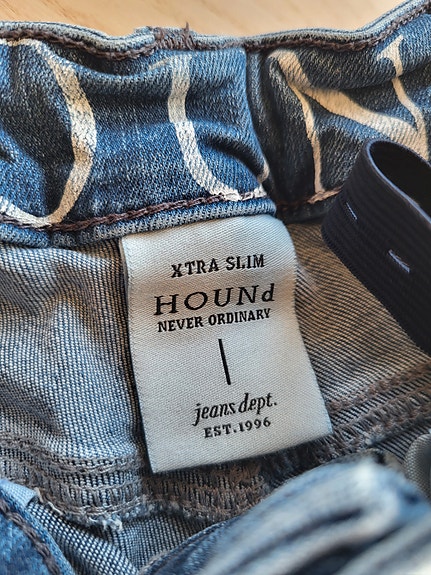 XTRA SLIM
HOUNd
NEVER ORDINARY
jeans dept.
EST.1996